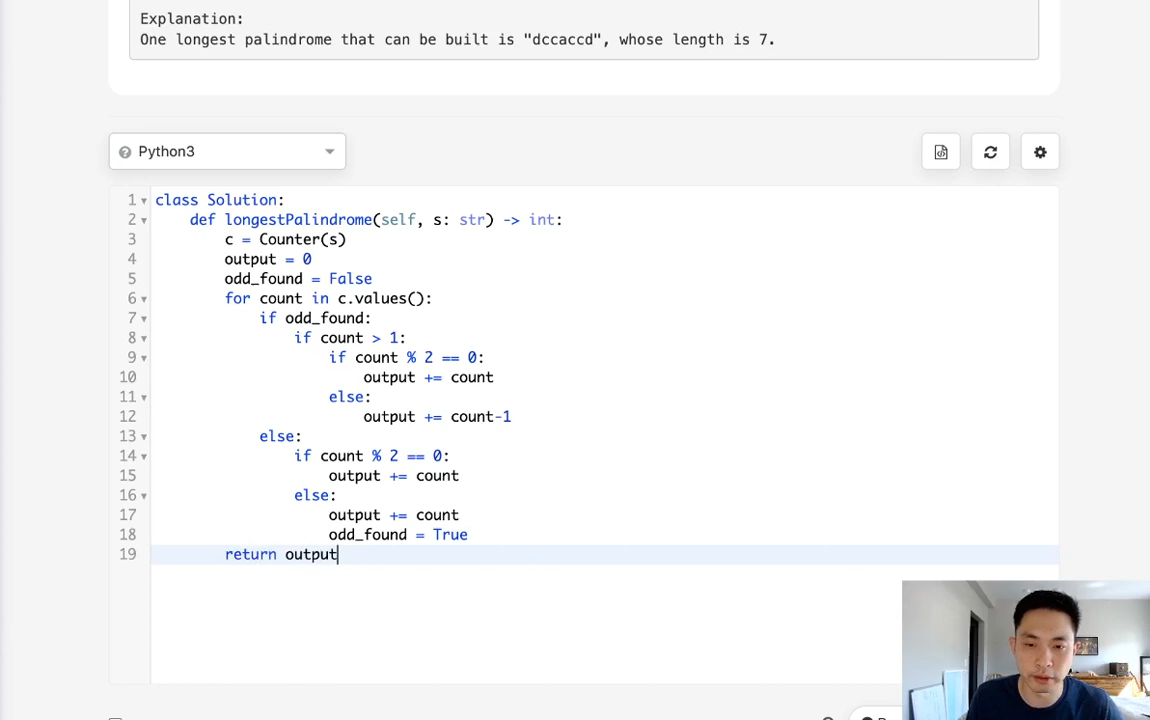 Explanation:
One longest palindrome that can be built is "dccaccd", whose length is 7.
Python3
1 class Solution:
2 def longestPalindrome(self, s: str) -> int:
3 c = Counter(s)
4 output = 0
5 odd_found = False
6 for count in c.values():
7 if odd_found:
8 if count > 1:
9 if count % 2 == 0:
10 output += count
11 else:
12 output += count-1
13 else:
14 if count % 2 == 0:
15 output += count
16 else:
17 output += count
18 odd_found = True
19 return output